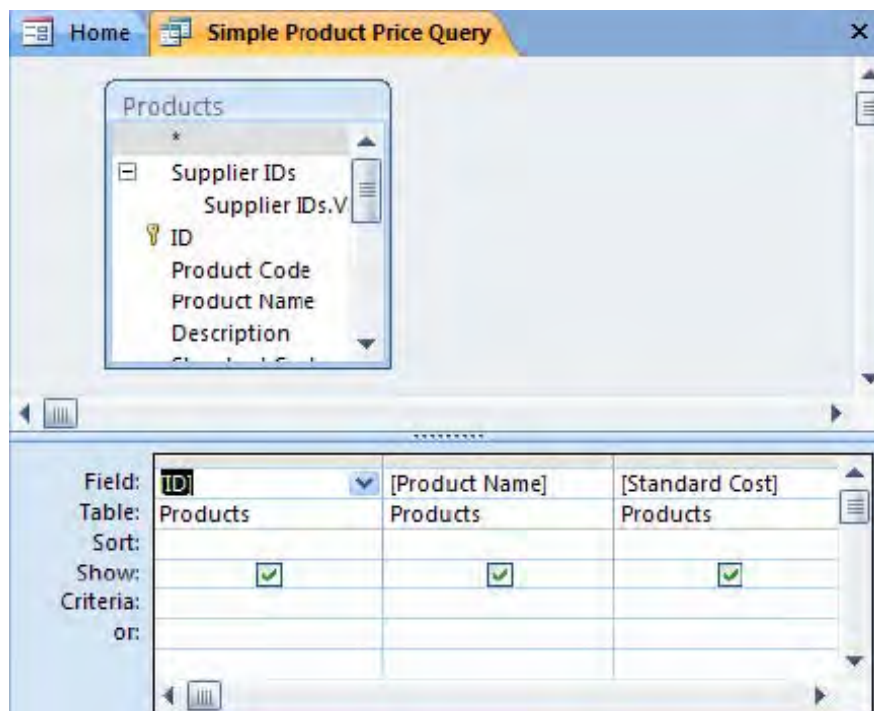 Home Simple Product Price Query
Products
*
Supplier IDs
Supplier IDs.V
ID
Product Code
Product Name
Description
Field: [ID] [Product Name] [Standard Cost]
Table: Products Products Products
Sort:
Show:
Criteria:
or: